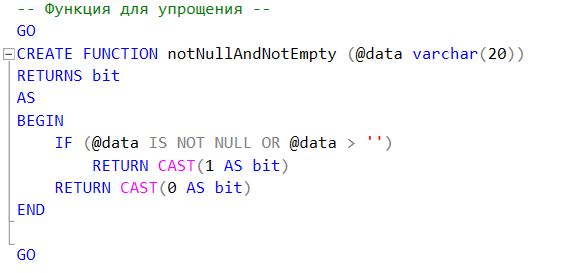 -- Функция для упрощения --
GO
CREATE FUNCTION notNullAndNotEmpty (@data varchar(20))
RETURNS bit
AS
BEGIN
    IF (@data IS NOT NULL OR @data > '')
        RETURN CAST(1 AS bit)
    RETURN CAST(0 AS bit)
END
GO